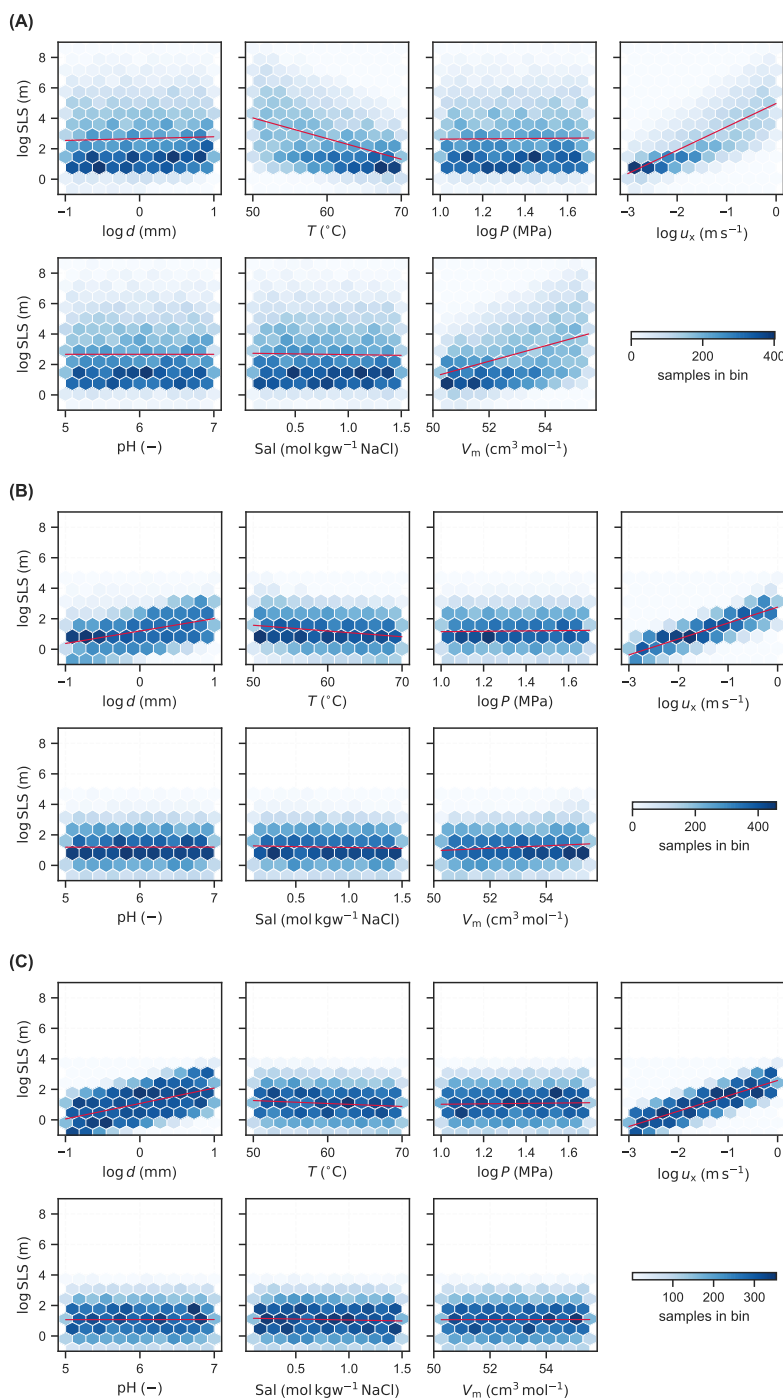 (A)
log SLS (m)
8
6
4
2
0
−1 0 1
log d (mm)
50 60 70
T (°C)
1.0 1.2 1.4 1.6
log P (MPa)
−3 −2 −1 0
log uₓ (m s⁻¹)
log SLS (m)
8
6
4
2
0
5 6 7
pH (−)
0.5 1.0 1.5
Sal (mol kgw⁻¹ NaCl)
50 52 54
Vₘ (cm³ mol⁻¹)
0 200 400
samples in bin
(B)
log SLS (m)
8
6
4
2
0
−1 0 1
log d (mm)
50 60 70
T (°C)
1.0 1.2 1.4 1.6
log P (MPa)
−3 −2 −1 0
log uₓ (m s⁻¹)
log SLS (m)
8
6
4
2
0
5 6 7
pH (−)
0.5 1.0 1.5
Sal (mol kgw⁻¹ NaCl)
50 52 54
Vₘ (cm³ mol⁻¹)
0 200 400
samples in bin
(C)
log SLS (m)
8
6
4
2
0
−1 0 1
log d (mm)
50 60 70
T (°C)
1.0 1.2 1.4 1.6
log P (MPa)
−3 −2 −1 0
log uₓ (m s⁻¹)
log SLS (m)
8
6
4
2
0
5 6 7
pH (−)
0.5 1.0 1.5
Sal (mol kgw⁻¹ NaCl)
50 52 54
Vₘ (cm³ mol⁻¹)
100 200 300
samples in bin